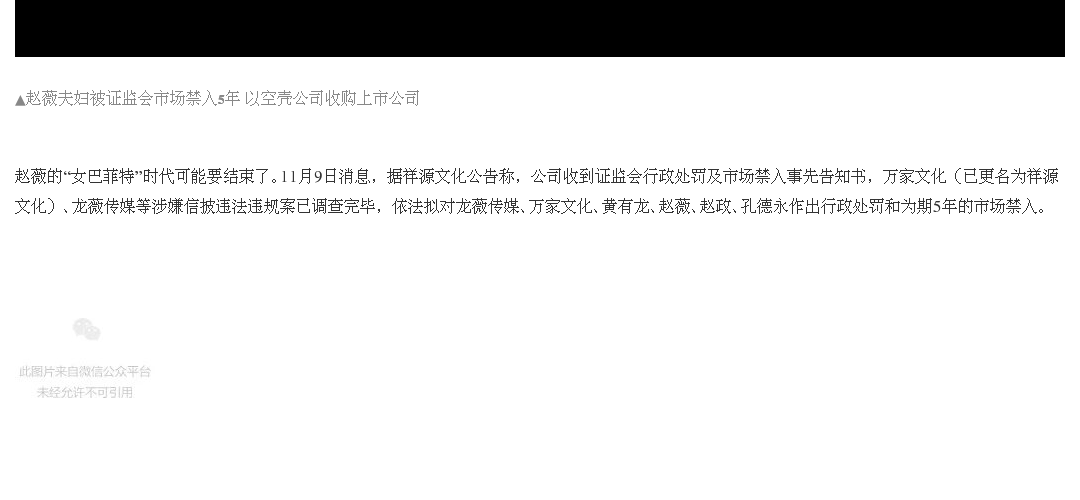 ▲赵薇夫妇被证监会市场禁入5年 以空壳公司收购上市公司
赵薇的“女巴菲特”时代可能要结束了。11月9日消息，据祥源文化公告称，公司收到证监会行政处罚及市场禁入事先告知书，万家文化（已更名为祥源
文化）、龙薇传媒等涉嫌信披违法违规案已调查完毕，依法拟对龙薇传媒、万家文化、黄有龙、赵薇、赵政、孔德永作出行政处罚和为期5年的市场禁入。
此图片来自微信公众平台
未经允许不可引用